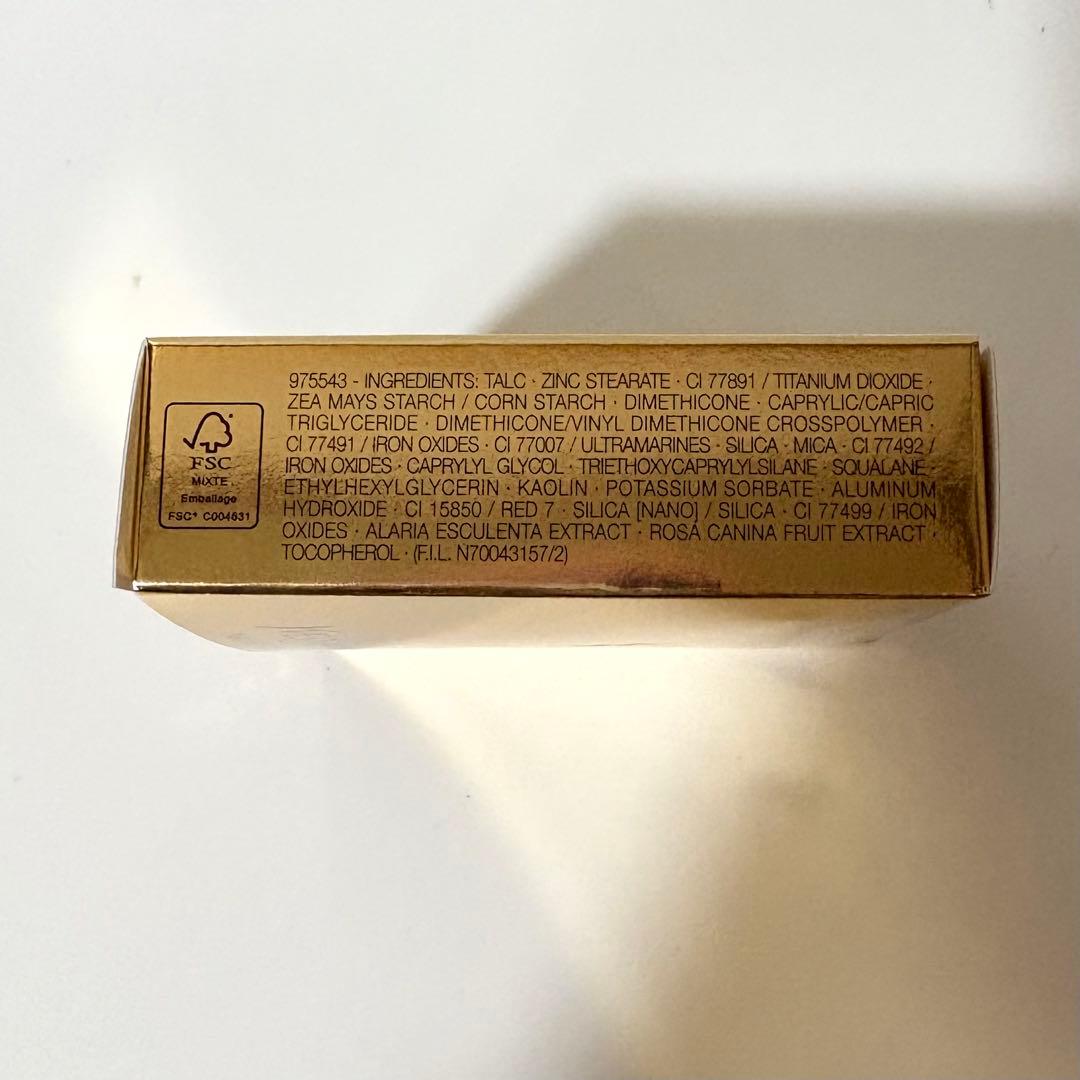 975543 - INGREDIENTS: TALC · ZINC STEARATE · CI 77891 / TITANIUM DIOXIDE ·
ZEA MAYS STARCH / CORN STARCH · DIMETHICONE · CAPRYLIC/CAPRIC
TRIGLYCERIDE · DIMETHICONE/VINYL DIMETHICONE CROSSPOLYMER ·
CI 77491 / IRON OXIDES · CI 77007 / ULTRAMARINES · SILICA · MICA · CI 77492 /
IRON OXIDES · CAPRYLYL GLYCOL · TRIETHOXYCAPRYLYLSILANE · SQUALANE ·
ETHYLHEXYLGLYCERIN · KAOLIN · POTASSIUM SORBATE · ALUMINUM
HYDROXIDE · CI 15850 / RED 7 · SILICA [NANO] / SILICA · CI 77499 / IRON
OXIDES · ALARIA ESCULENTA EXTRACT · ROSA CANINA FRUIT EXTRACT ·
TOCOPHEROL · (F.I.L. N70043157/2)
FSC
MIXTE
Emballage
FSC® C004631